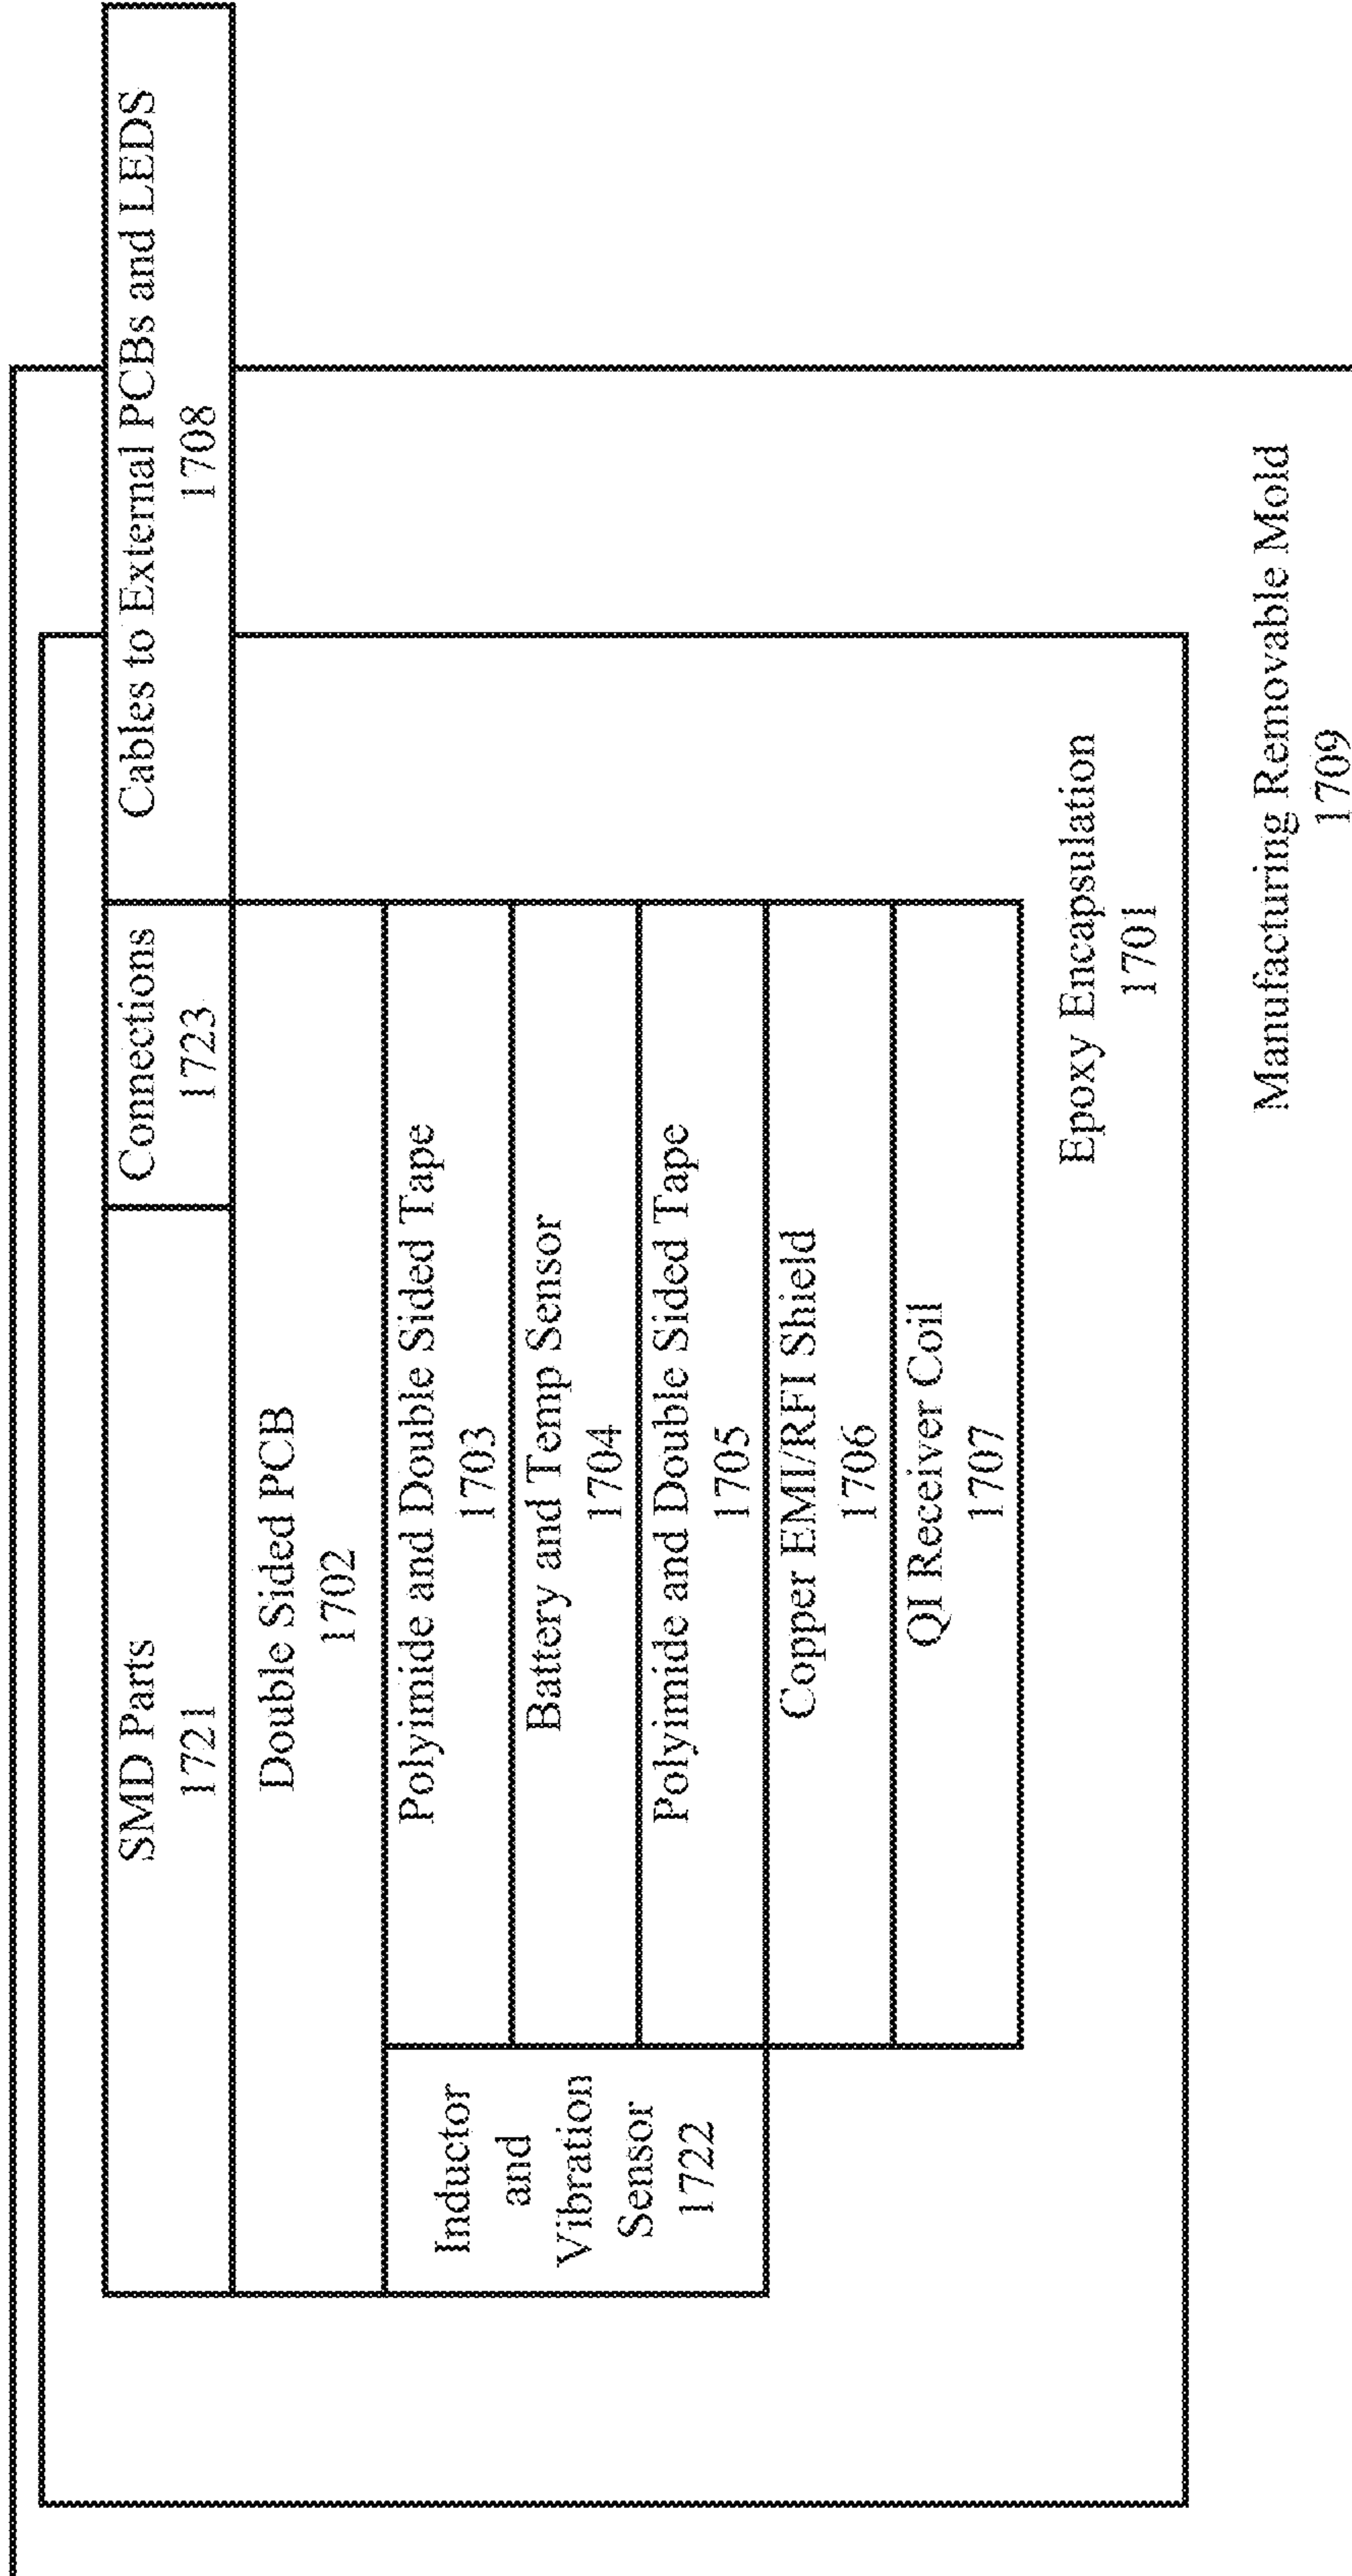 SMD Parts
1721
Connections
1723
Cables to External PCBs and LEDS
1708
Double Sided PCB
1702
Inductor
and
Vibration
Sensor
1722
Polyimide and Double Sided Tape
1703
Battery and Temp Sensor
1704
Polyimide and Double Sided Tape
1705
Copper EMI/RFI Shield
1706
QI Receiver Coil
1707
Epoxy Encapsulation
1701
Manufacturing Removable Mold
1709